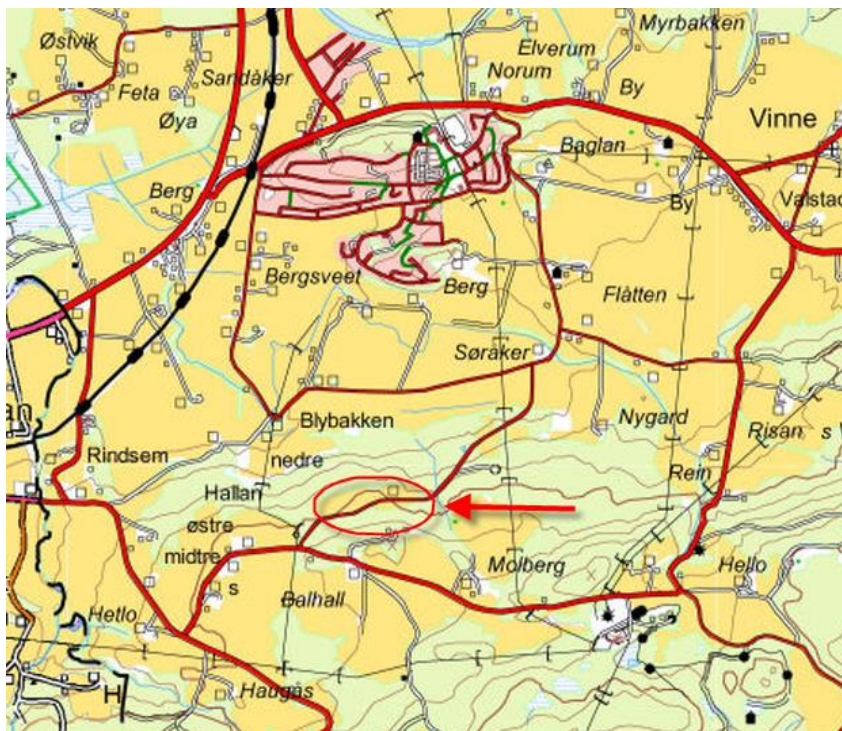 Myrbakken
Østvik
Elverum
Sandåker
Norum
Feta
By
Øya
Vinne
Baglan
Berg
By
Valstad
Bergsveet
Berg
Flåtten
Søråker
an
Blybakken
Nygard
Risan
s V
Rindsem
nedre
Rein
Hallan
østre
midtre
Molberg
Hello
s
Balhall
Hetlo
Haugås
H